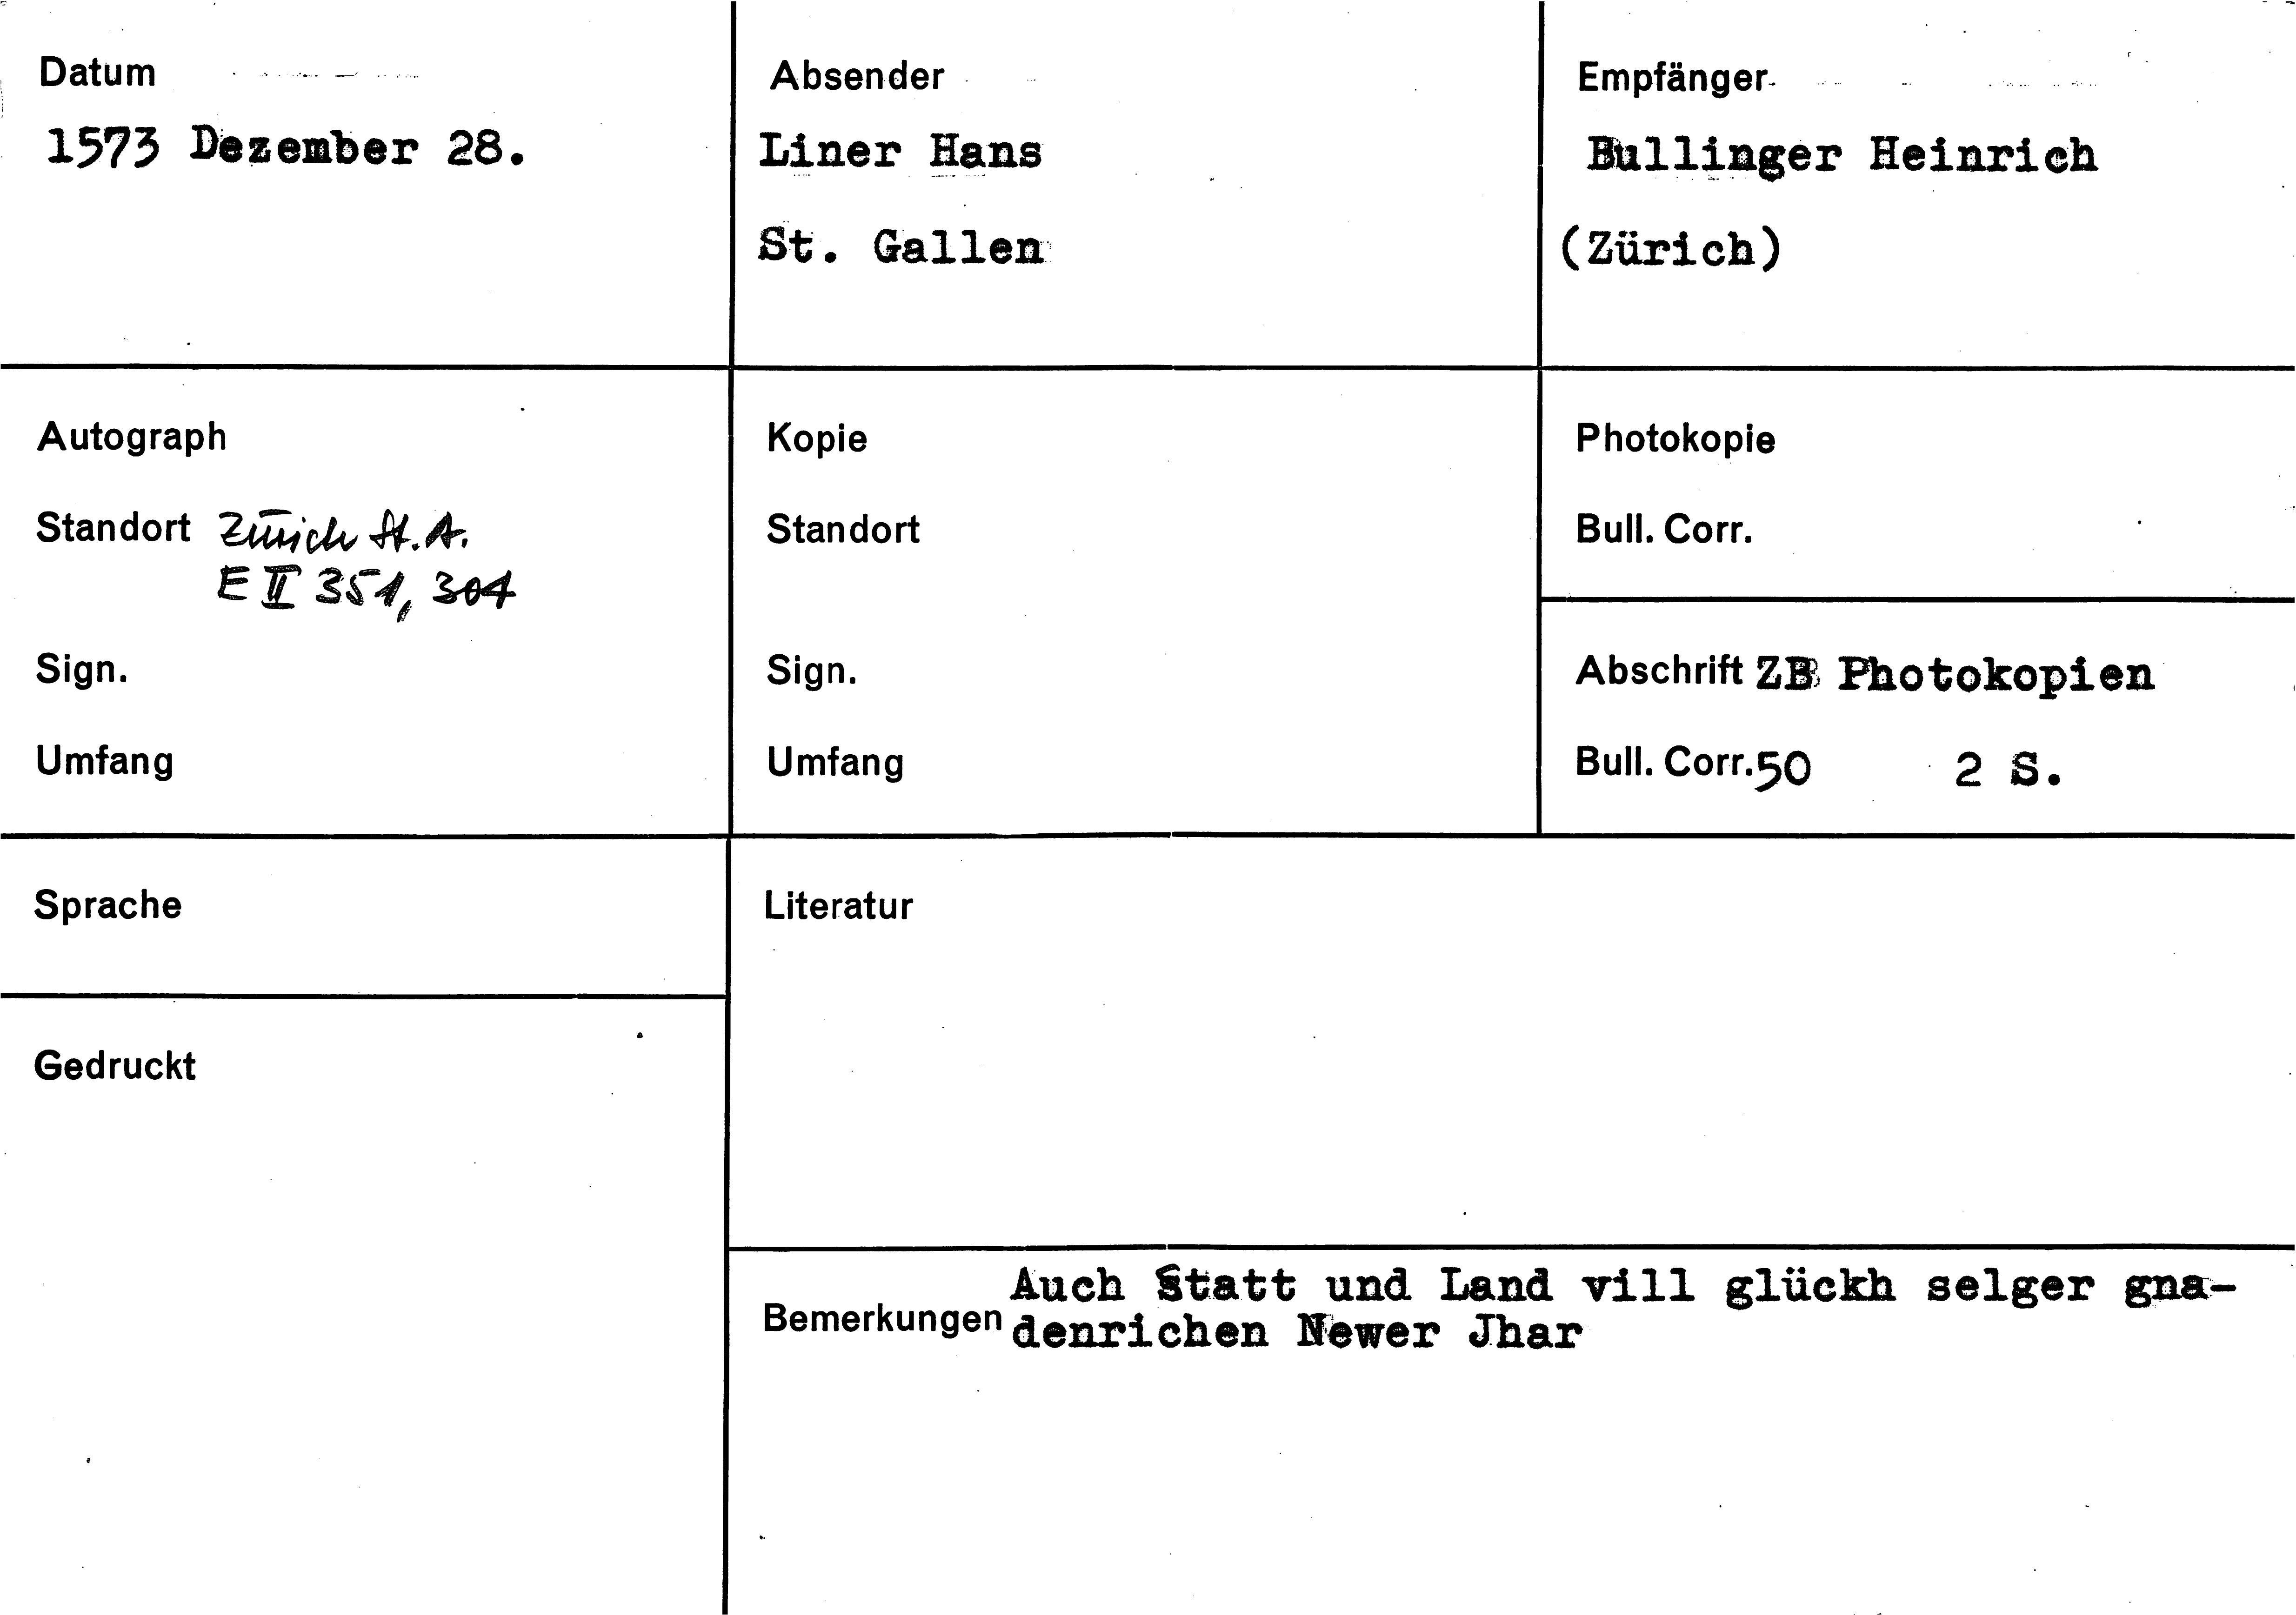 Datum
1573 Dezember 28.
Absender
Liner Hans
St. Gallen
Empfänger
Bullinger Heinrich
(Zürich)
Autograph
Standort Zürich St. A.
E II 351, 304
Sign.
Umfang
Kopie
Standort
Sign.
Umfang
Photokopie
Bull. Corr.
Abschrift ZB Photokopien
Bull. Corr. 50 2 S.
Sprache
Gedruckt
Literatur
Bemerkungen Auch Statt und Land vill glückh selger gna-
denrichen Newer Jhar